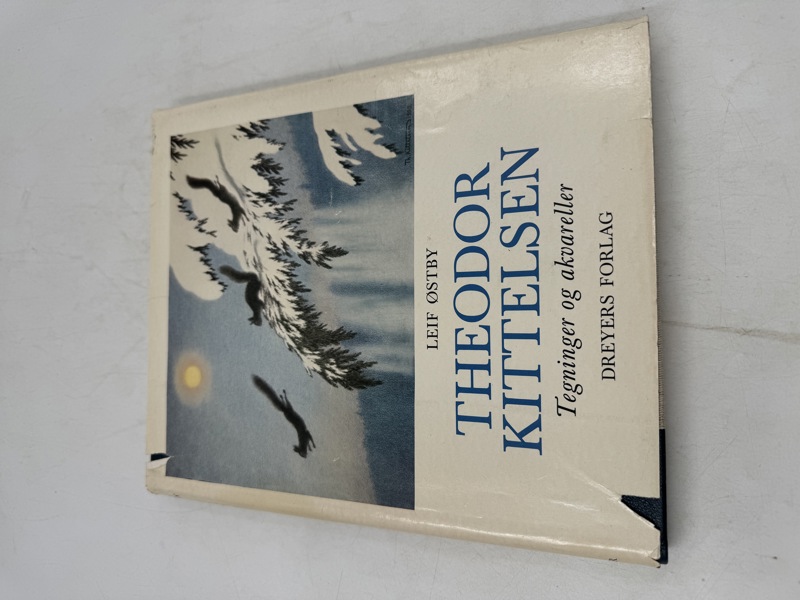 LEIF ØSTBY
THEODOR
KITTELSEN
Tegninger og akvareller
DREYERS FORLAG